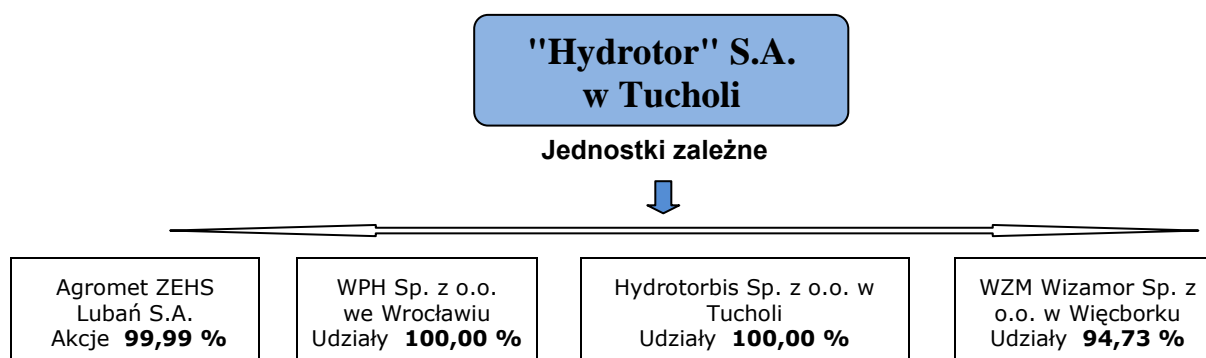 "Hydrotor" S.A.
w Tucholi
Jednostki zależne
Agromet ZEHS
Lubań S.A.
Akcje 99,99 %
WPH Sp. z o.o.
we Wrocławiu
Udziały 100,00 %
Hydrotorbis Sp. z o.o. w
Tucholi
Udziały 100,00 %
WZM Wizamor Sp. z
o.o. w Więcborku
Udziały 94,73 %